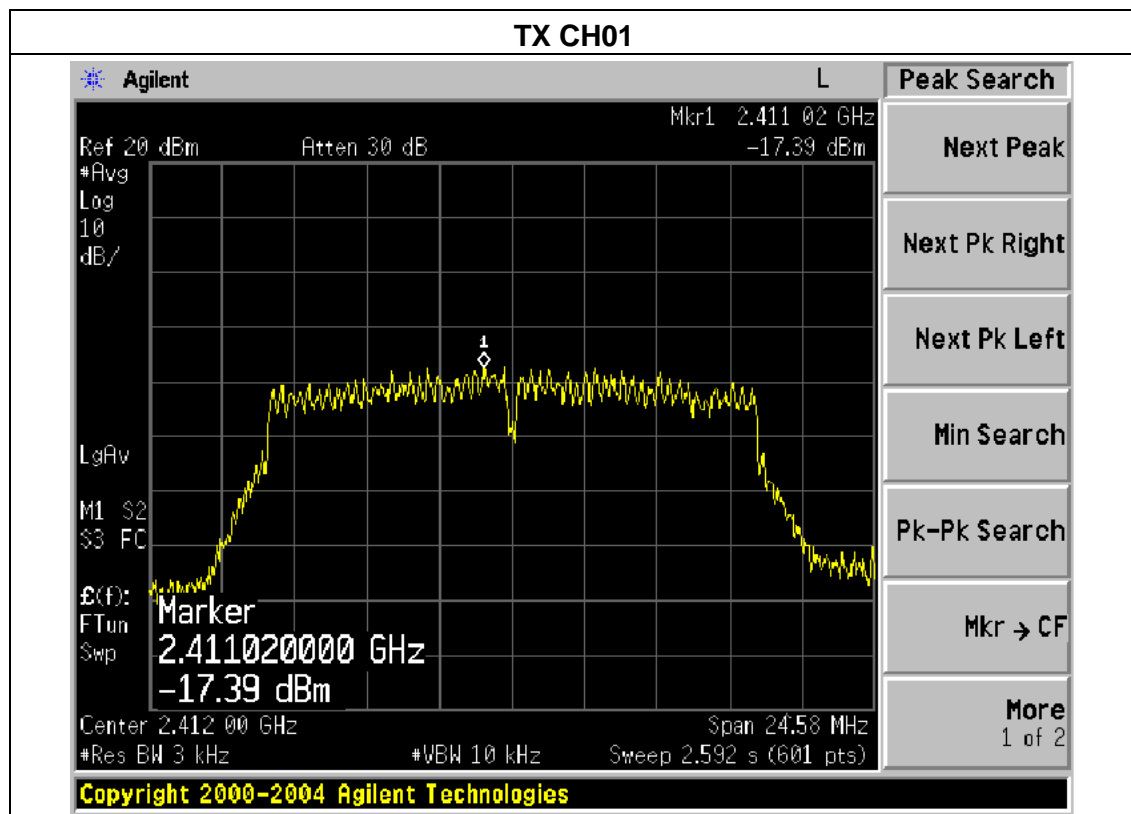 TX CH01
Agilent L Peak Search
Mkr1 2.411 02 GHz
Ref 20 dBm Atten 30 dB -17.39 dBm
#Avg
Log
10
dB/
1
LgAv
M1 S2
S3 FC
£(f):
FTun
Swp
Marker
2.411020000 GHz
-17.39 dBm
Center 2.412 00 GHz Span 24.58 MHz
#Res BW 3 kHz #VBW 10 kHz Sweep 2.592 s (601 pts)
Copyright 2000-2004 Agilent Technologies
Next Peak
Next Pk Right
Next Pk Left
Min Search
Pk-Pk Search
Mkr → CF
More
1 of 2